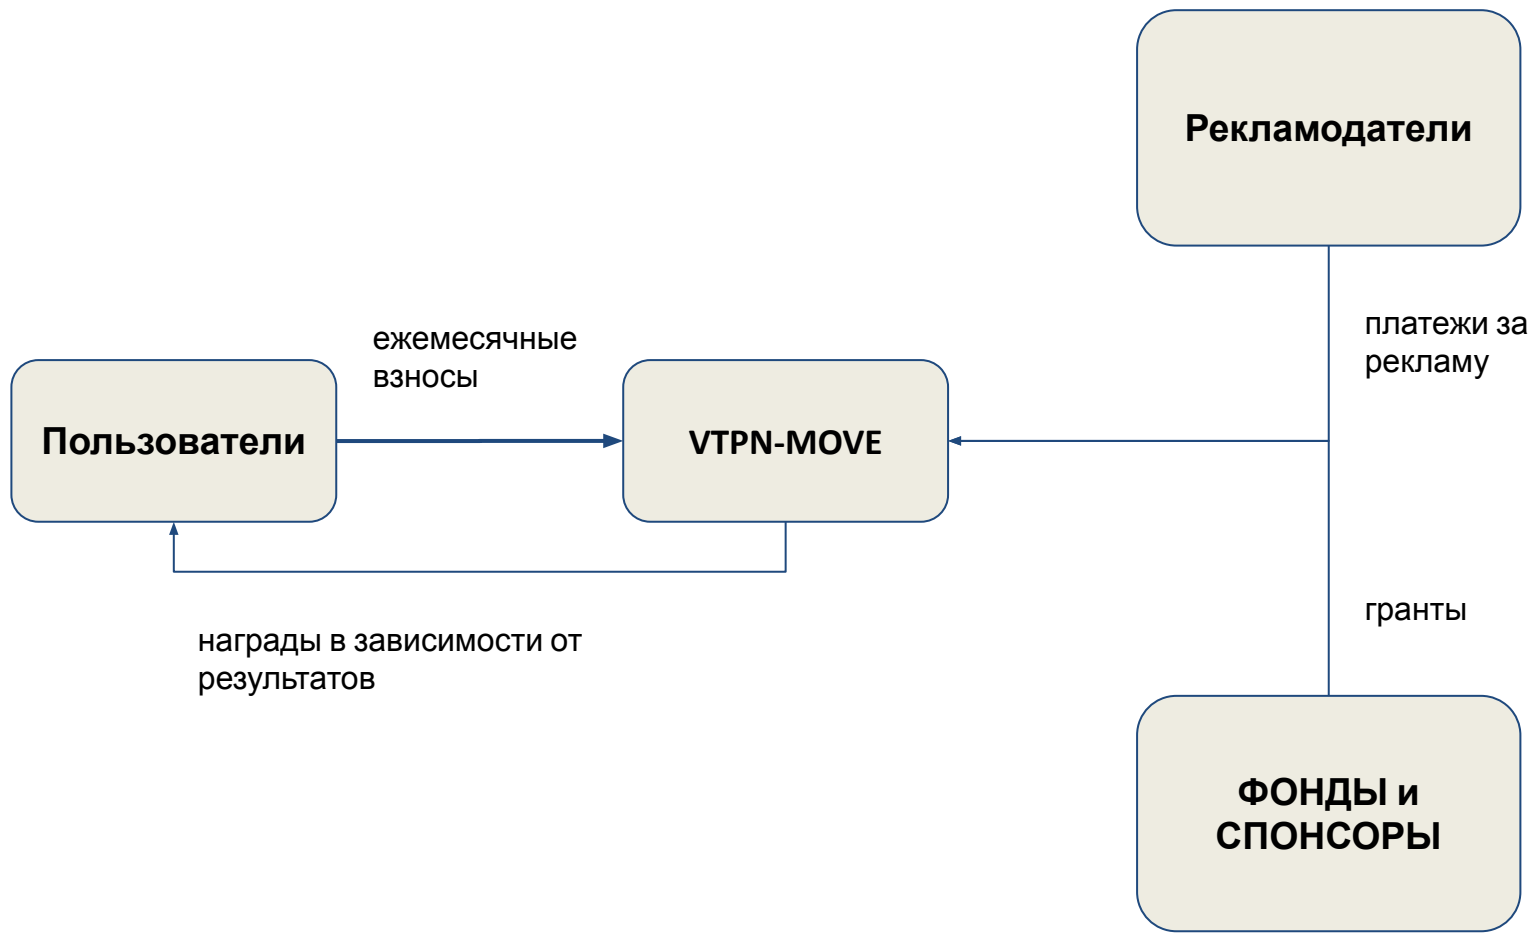 Рекламодатели
платежи за
рекламу
ежемесячные
взносы
Пользователи
VTPN-MOVE
награды в зависимости от
результатов
гранты
ФОНДЫ и
СПОНСОРЫ